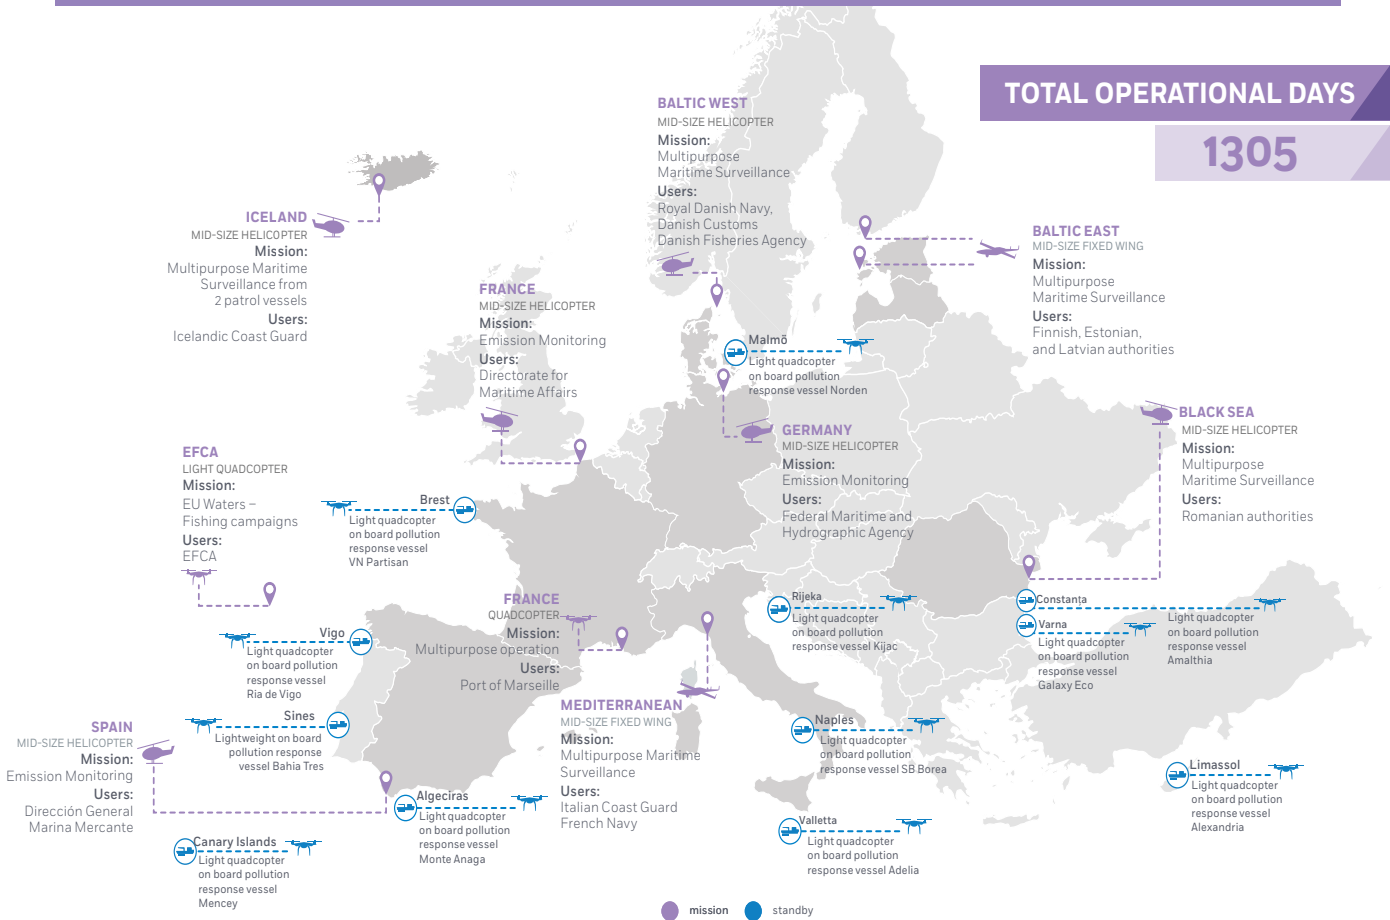 TOTAL OPERATIONAL DAYS
1305
BALTIC WEST
MID-SIZE HELICOPTER
Mission:
Multipurpose
Maritime Surveillance
Users:
Royal Danish Navy,
Danish Customs
Danish Fisheries Agency
ICELAND
MID-SIZE HELICOPTER
Mission:
Multipurpose Maritime
Surveillance from
2 patrol vessels
Users:
Icelandic Coast Guard
BALTIC EAST
MID-SIZE FIXED WING
Mission:
Multipurpose
Maritime Surveillance
Users:
Finnish, Estonian,
and Latvian authorities
FRANCE
MID-SIZE HELICOPTER
Mission:
Emission Monitoring
Users:
Directorate for
Maritime Affairs
Malmö
Light quadcopter
on board pollution
response vessel Norden
GERMANY
MID-SIZE HELICOPTER
Mission:
Emission Monitoring
Users:
Federal Maritime and
Hydrographic Agency
BLACK SEA
MID-SIZE HELICOPTER
Mission:
Multipurpose
Maritime Surveillance
Users:
Romanian authorities
EFCA
LIGHT QUADCOPTER
Mission:
EU Waters –
Fishing campaigns
Users:
EFCA
Brest
Light quadcopter
on board pollution
response vessel
VN Partisan
FRANCE
QUADCOPTER
Mission:
Multipurpose operation
Users:
Port of Marseille
Rijeka
Light quadcopter
on board pollution
response vessel Kijac
Constanța
Light quadcopter
on board pollution
response vessel
Amalthia
Varna
Light quadcopter
on board pollution
response vessel
Galaxy Eco
Vigo
Light quadcopter
on board pollution
response vessel
Ria de Vigo
Sines
Lightweight on board
pollution response
vessel Bahia Tres
MEDITERRANEAN
MID-SIZE FIXED WING
Mission:
Multipurpose Maritime
Surveillance
Users:
Italian Coast Guard
French Navy
Naples
Light quadcopter
on board pollution
response vessel SB Borea
SPAIN
MID-SIZE HELICOPTER
Mission:
Emission Monitoring
Users:
Dirección General
Marina Mercante
Limassol
Light quadcopter
on board pollution
response vessel
Alexandria
Algeciras
Light quadcopter
on board pollution
response vessel
Monte Anaga
Valletta
Light quadcopter
on board pollution
response vessel Adelia
Canary Islands
Light quadcopter
on board pollution
response vessel
Mencey
mission
standby